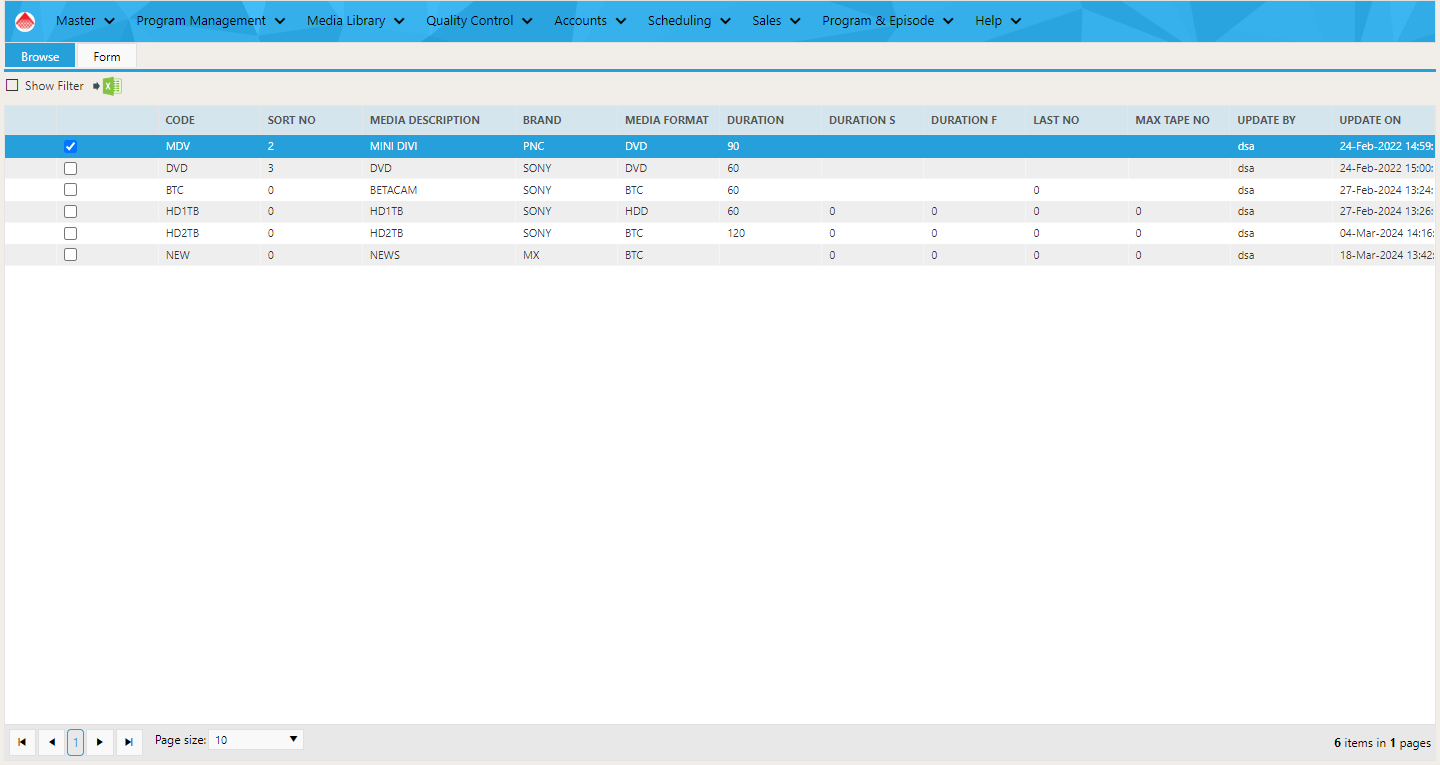 Master Program Management Media Library Quality Control Accounts Scheduling Sales Program & Episode Help
Browse Form
Show Filter
CODE SORT NO MEDIA DESCRIPTION BRAND MEDIA FORMAT DURATION DURATION S DURATION F LAST NO MAX TAPE NO UPDATE BY UPDATE ON
MDV 2 MINI DIVI PNC DVD 90 dsa 24-Feb-2022 14:59:
DVD 3 DVD SONY DVD 60 dsa 24-Feb-2022 15:00:
BTC 0 BETACAM SONY BTC 60 0 dsa 27-Feb-2024 13:24:
HD1TB 0 HD1TB SONY HDD 60 0 0 0 0 dsa 27-Feb-2024 13:26:
HD2TB 0 HD2TB SONY BTC 120 0 0 0 0 dsa 04-Mar-2024 14:16:
NEW 0 NEWS MX BTC 0 0 0 0 dsa 18-Mar-2024 13:42:
1 Page size: 10 6 items in 1 pages